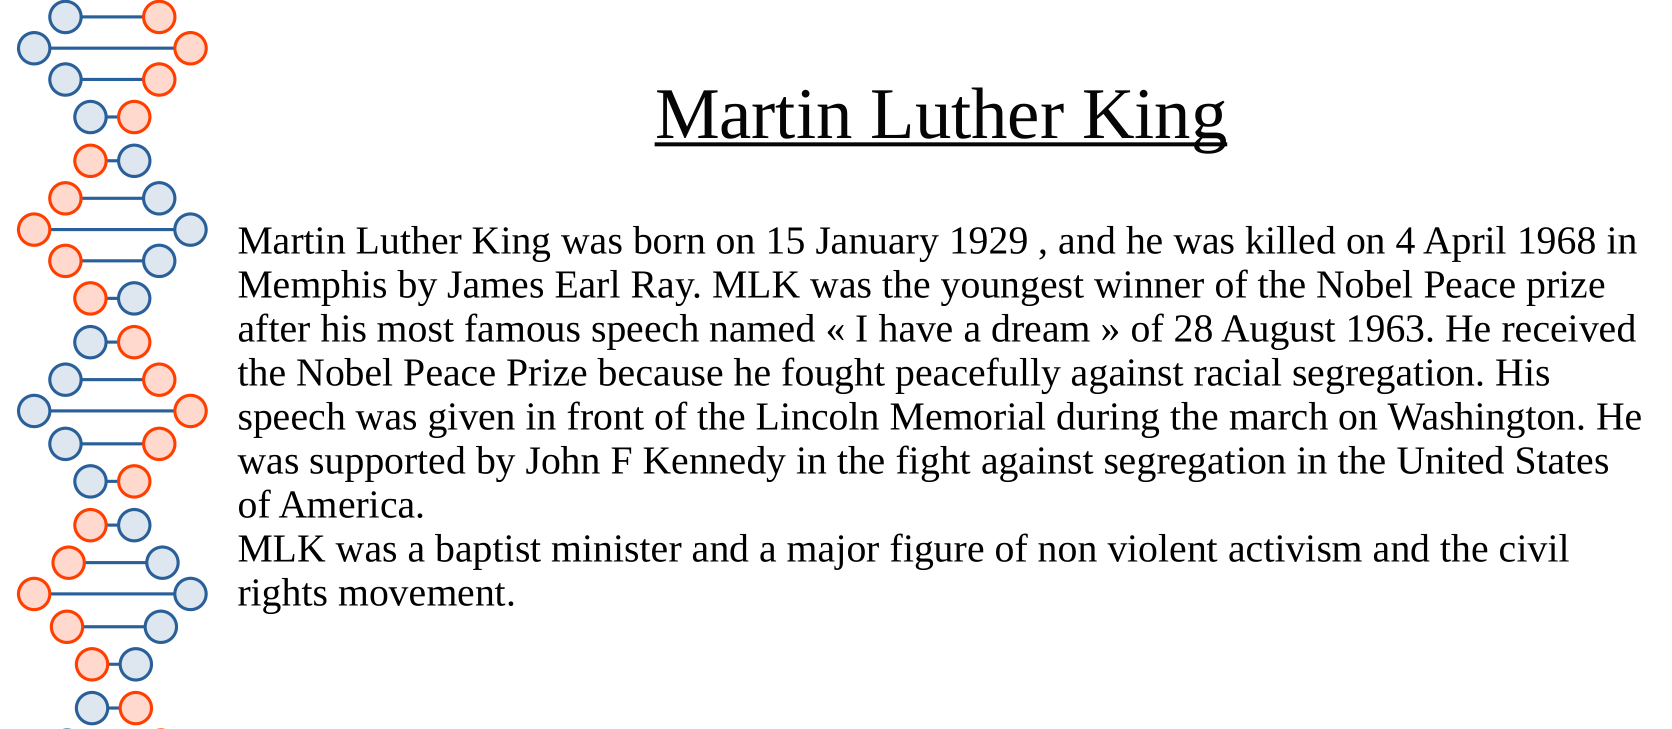 Martin Luther King
Martin Luther King was born on 15 January 1929 , and he was killed on 4 April 1968 in
Memphis by James Earl Ray. MLK was the youngest winner of the Nobel Peace prize
after his most famous speech named « I have a dream » of 28 August 1963. He received
the Nobel Peace Prize because he fought peacefully against racial segregation. His
speech was given in front of the Lincoln Memorial during the march on Washington. He
was supported by John F Kennedy in the fight against segregation in the United States
of America.
MLK was a baptist minister and a major figure of non violent activism and the civil
rights movement.